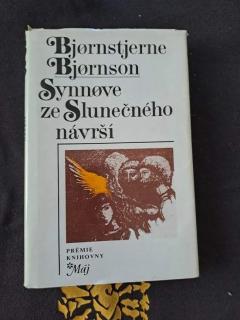 Bjørnstjerne
Bjørnson
Synnøve
ze Slunečného
návrší
PRÉMIE
KNIHOVNY
*Máj